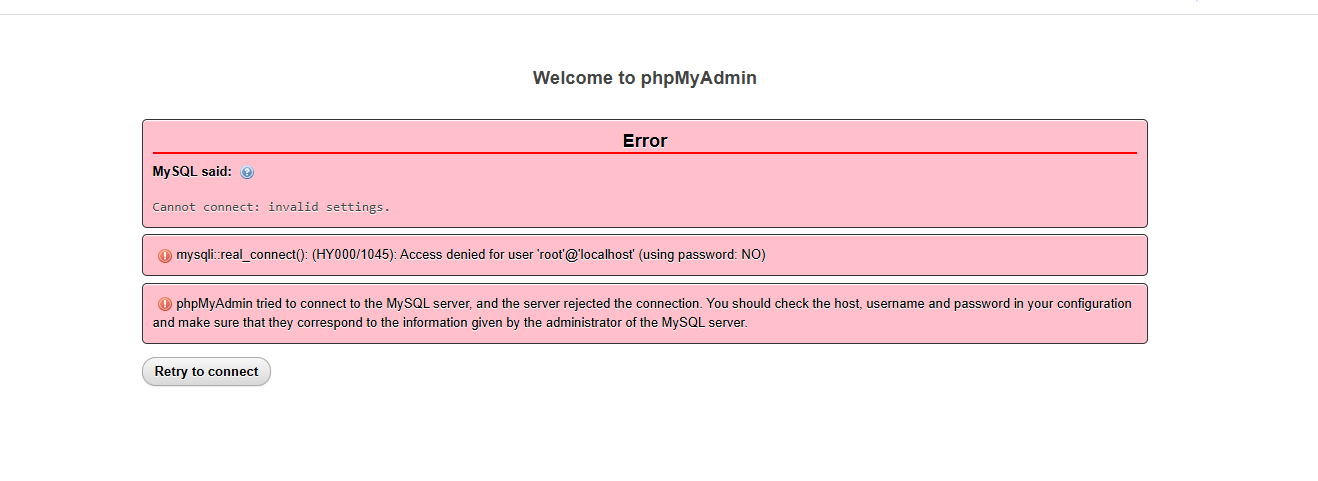 Welcome to phpMyAdmin
Error
MySQL said:
Cannot connect: invalid settings.
mysqli::real_connect(): (HY000/1045): Access denied for user 'root'@'localhost' (using password: NO)
phpMyAdmin tried to connect to the MySQL server, and the server rejected the connection. You should check the host, username and password in your configuration
and make sure that they correspond to the information given by the administrator of the MySQL server.
Retry to connect